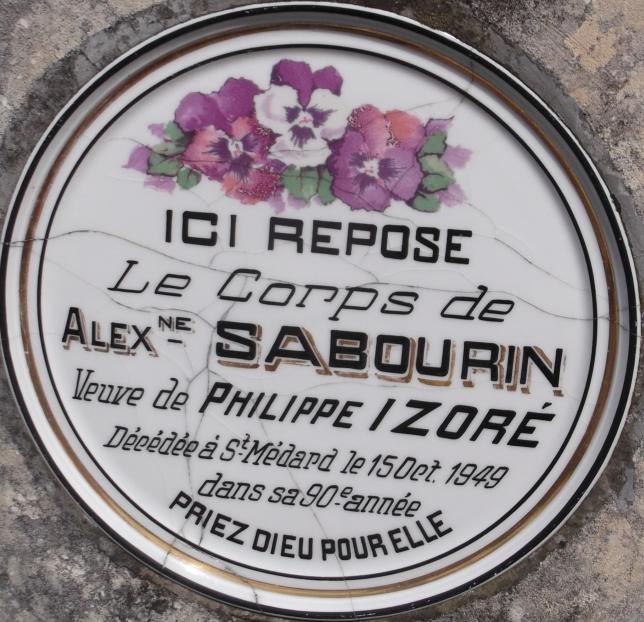 ICI REPOSE
Le Corps de
ALEXNE SABOURIN
Veuve de PHILIPPE IZORÉ
Décédée à St Médard le 15 Oct. 1949
dans sa 90e année
PRIEZ DIEU POUR ELLE